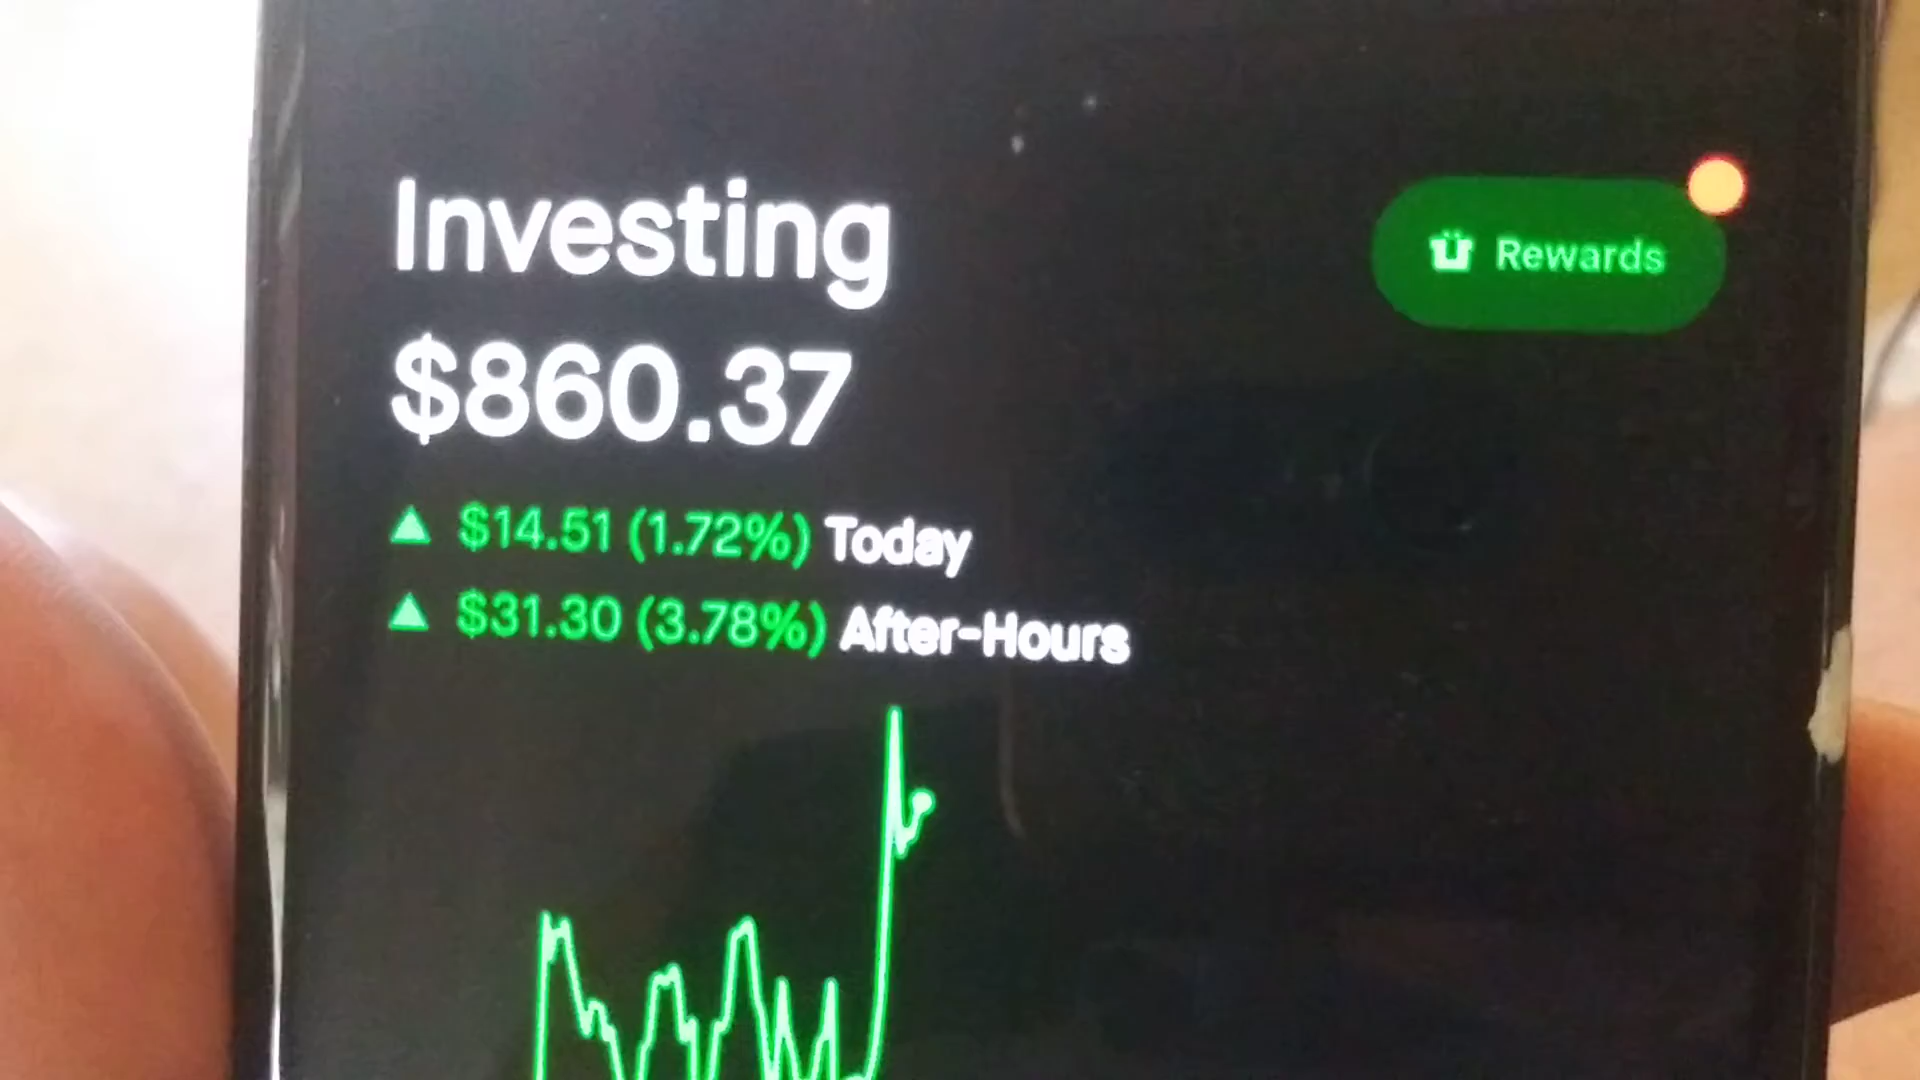 Investing
Rewards
$860.37
▲ $14.51 (1.72%) Today
▲ $31.30 (3.78%) After-Hours